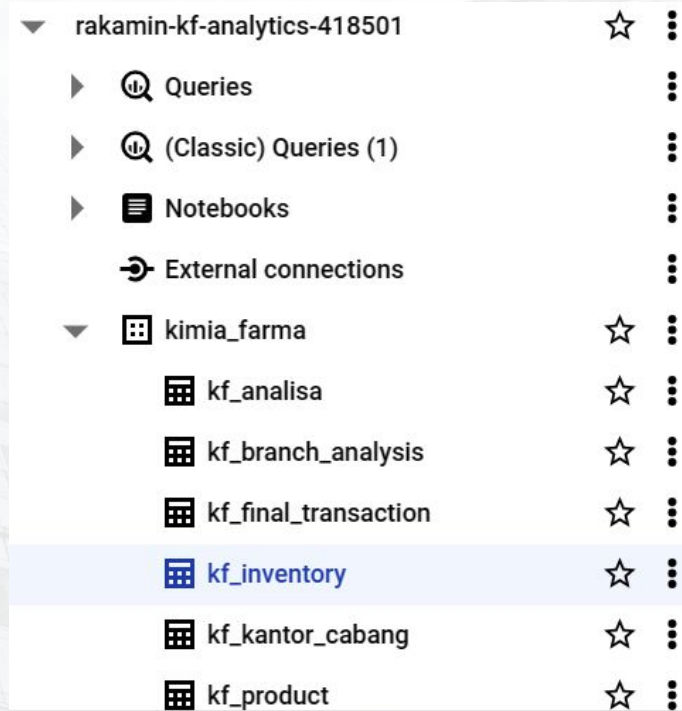 rakamin-kf-analytics-418501
Queries
(Classic) Queries (1)
Notebooks
External connections
kimia_farma
kf_analisa
kf_branch_analysis
kf_final_transaction
kf_inventory
kf_kantor_cabang
kf_product